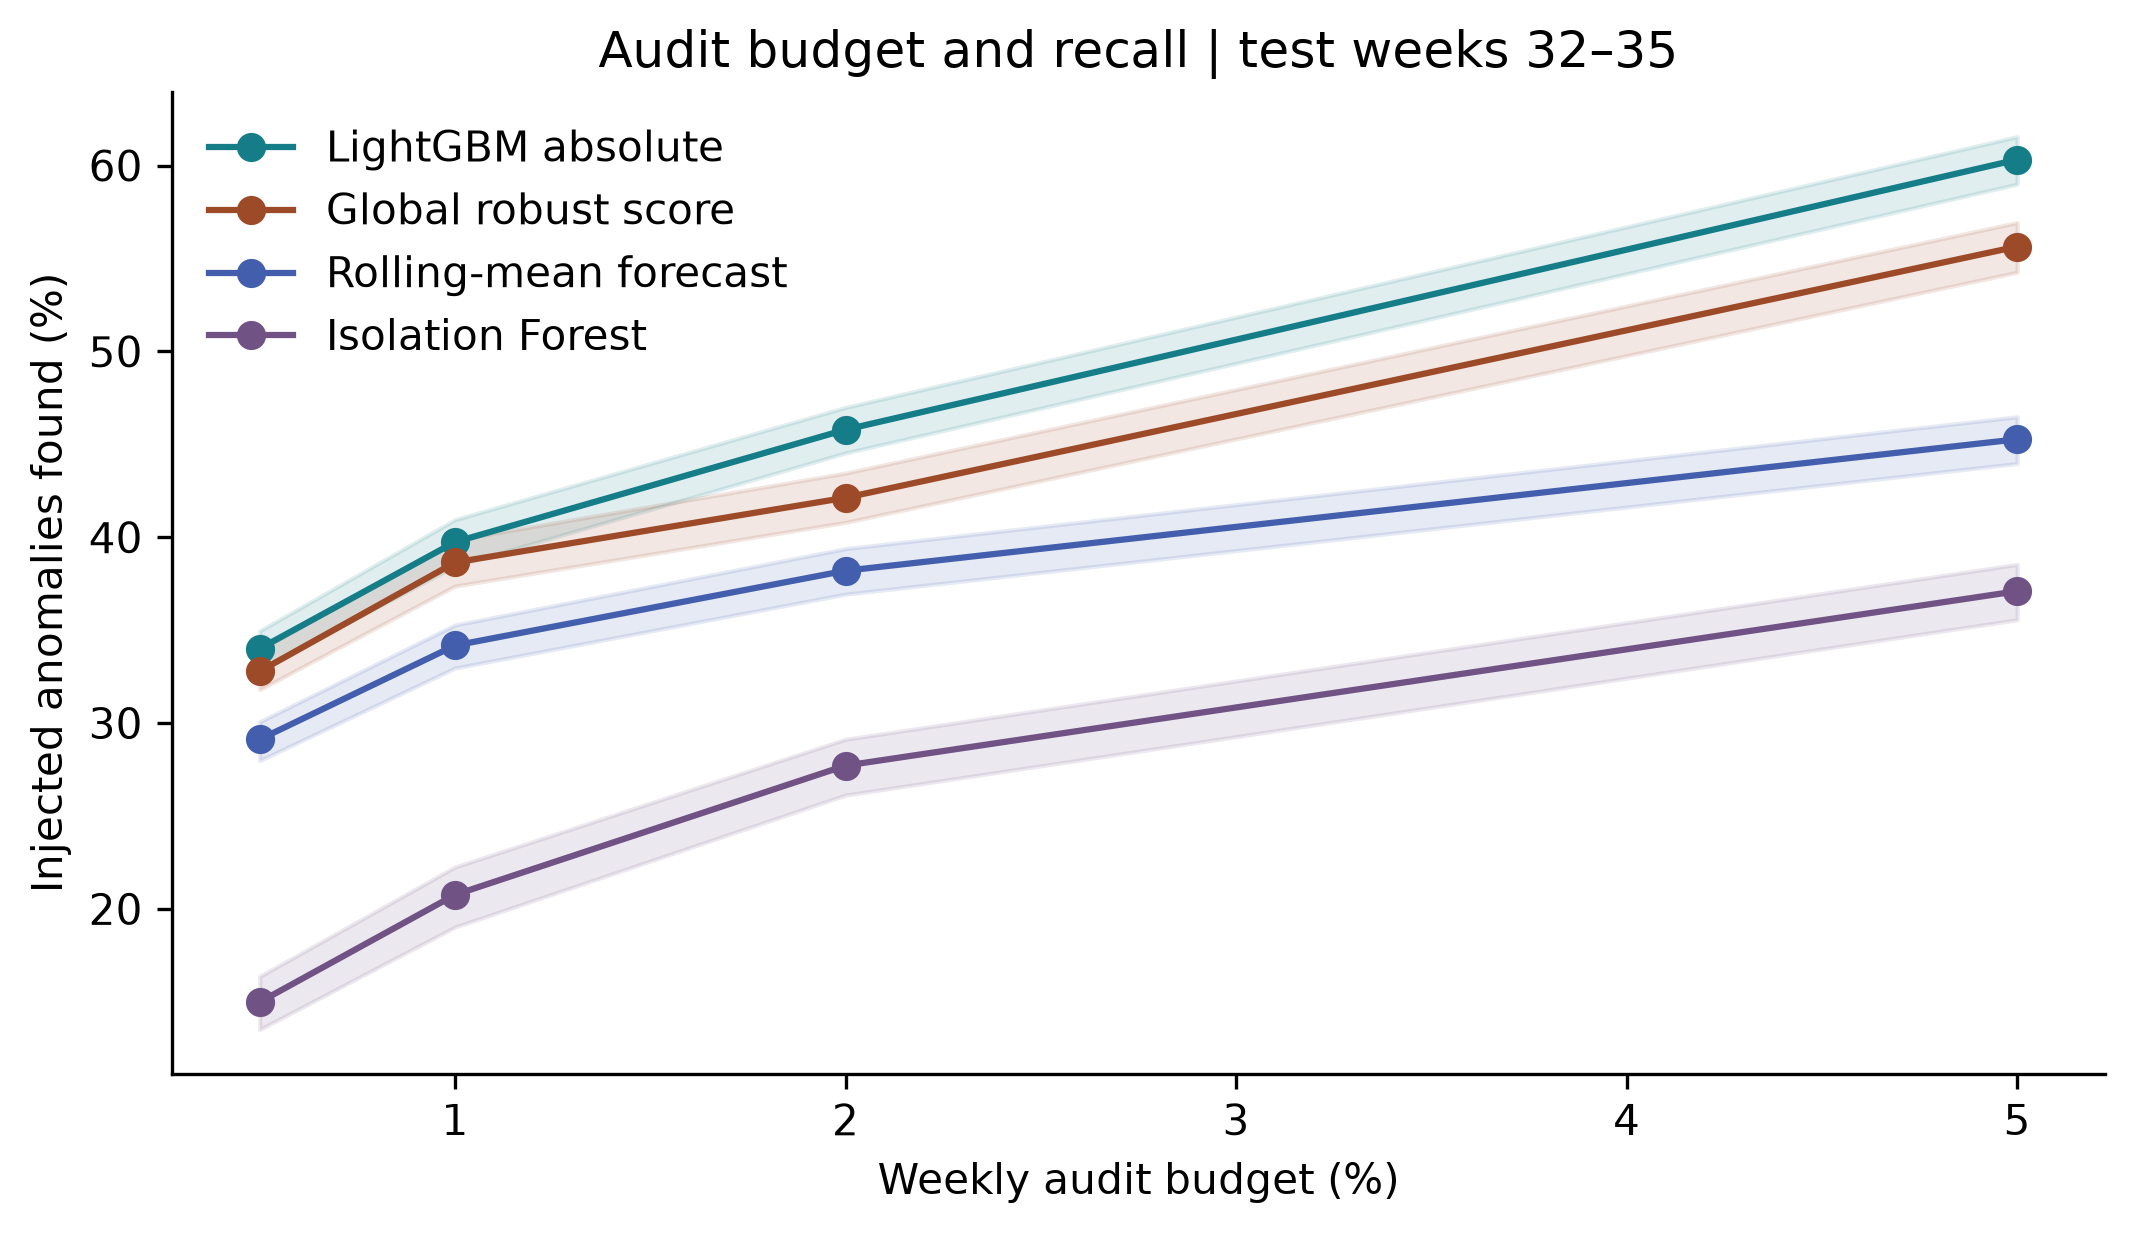 Audit budget and recall | test weeks 32–35
LightGBM absolute
Global robust score
Rolling-mean forecast
Isolation Forest
Injected anomalies found (%)
60
50
40
30
20
1 2 3 4 5
Weekly audit budget (%)